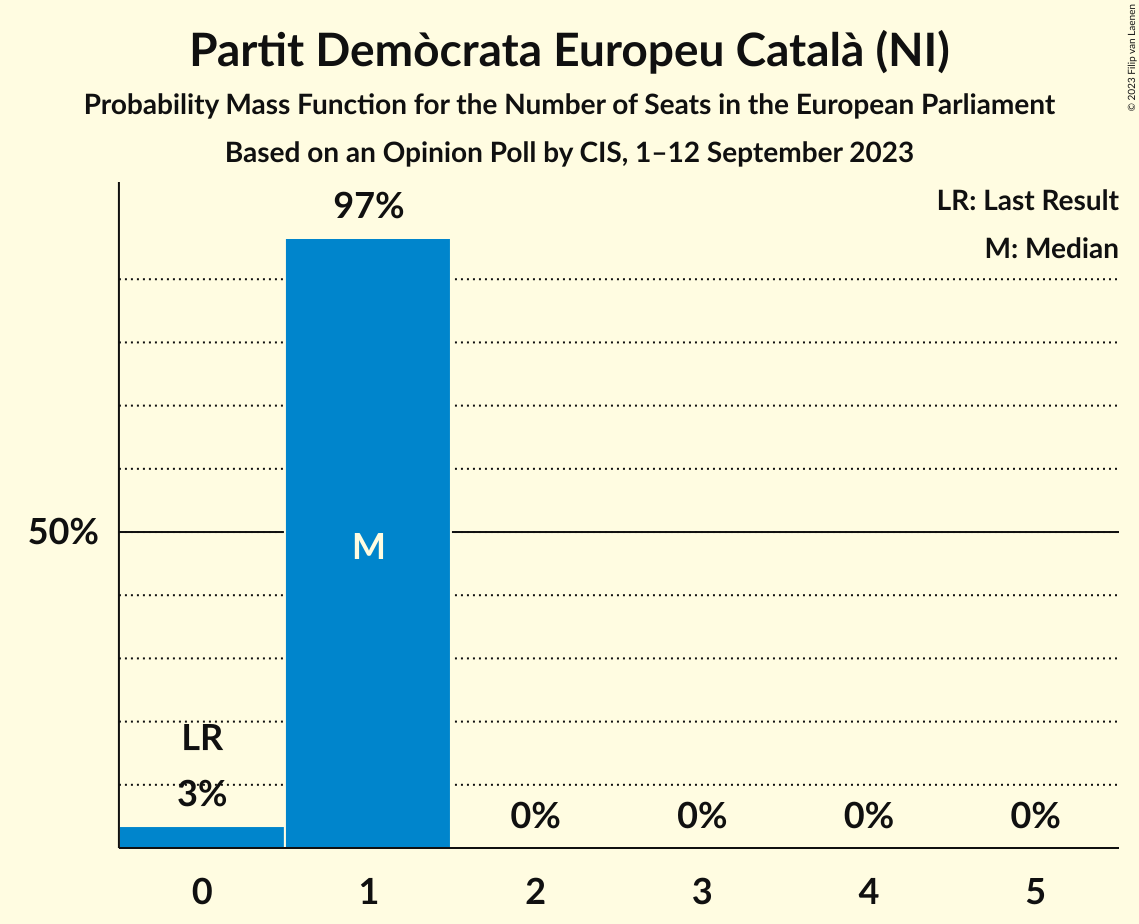 Partit Demòcrata Europeu Català (NI)
Probability Mass Function for the Number of Seats in the European Parliament
Based on an Opinion Poll by CIS, 1–12 September 2023
© 2023 Filip van Laenen
97%
LR: Last Result
M: Median
50%
M
LR
3%
0%
0%
0%
0%
0
1
2
3
4
5